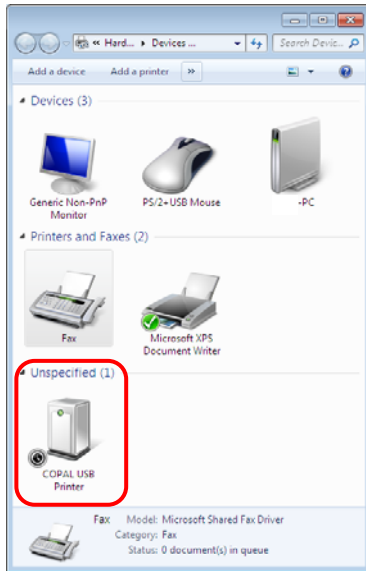 « Hard... ▸ Devices ...
Search Devic...
Add a device Add a printer »
Devices (3)
Generic Non-PnP
Monitor
PS/2+USB Mouse
-PC
Printers and Faxes (2)
Fax
Microsoft XPS
Document Writer
Unspecified (1)
COPAL USB
Printer
Fax Model: Microsoft Shared Fax Driver
Category: Fax
Status: 0 document(s) in queue